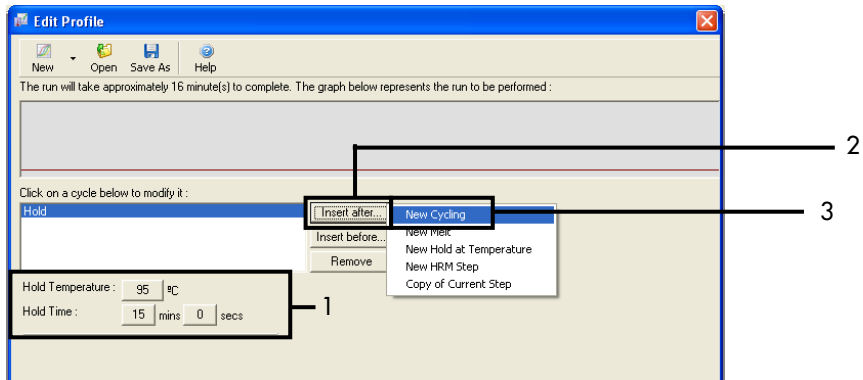 Edit Profile
New Open Save As Help
The run will take approximately 16 minute(s) to complete. The graph below represents the run to be performed :
2
Click on a cycle below to modify it :
Hold
Insert after...
New Cycling
3
Insert before...
New Melt
New Hold at Temperature
Remove
New HRM Step
Copy of Current Step
Hold Temperature : 95 ºC
1
Hold Time : 15 mins 0 secs